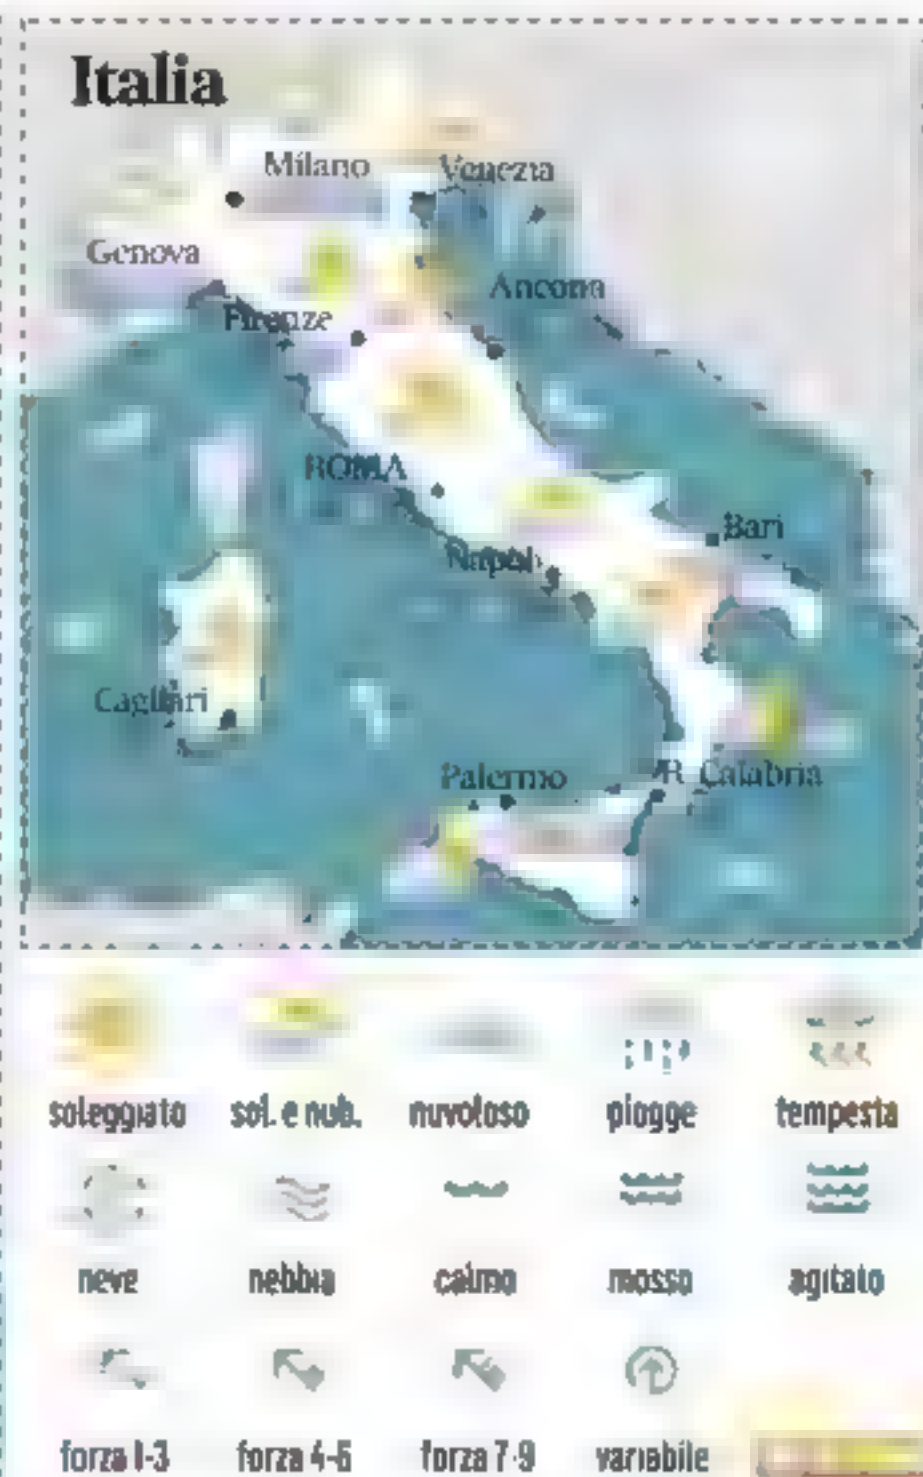 Italia
Milano
Venezia
Genova
Ancona
Firenze
ROMA
Bari
Napoli
Cagliari
Palermo
R. Calabria
soleggiato sol. e nub. nuvoloso piogge tempesta
neve nebbia calmo mosso agitato
forza 1-3 forza 4-6 forza 7-9 variabile